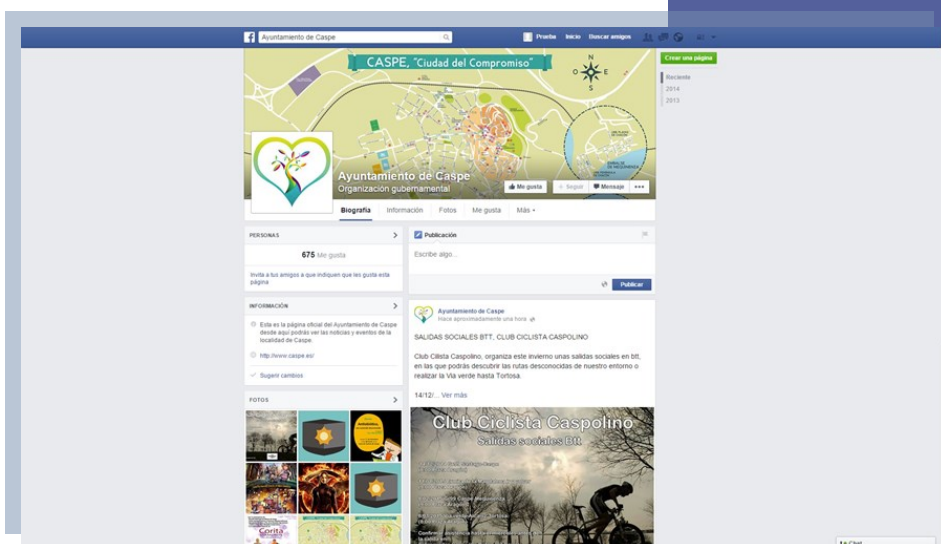 Ayuntamiento de Caspe
Prueba Inicio Buscar amigos
CASPE, "Ciudad del Compromiso"
N
O E
S
Crear una página
Reciente
2014
2013
Ayuntamiento de Caspe
Organización gubernamental
Me gusta Seguir Mensaje
Biografía Información Fotos Me gusta Más
PERSONAS
675 Me gusta
Invita a tus amigos a que indiquen que les gusta esta
página
INFORMACIÓN
Esta es la página oficial del Ayuntamiento de Caspe
desde aquí podrás ver las noticias y eventos de la
localidad de Caspe.
http://www.caspe.es/
Sugerir cambios
FOTOS
Corita
Publicación
Escribe algo...
Publicar
Ayuntamiento de Caspe
Hace aproximadamente una hora
SALIDAS SOCIALES BTT, CLUB CICLISTA CASPOLINO
Club Cilista Caspolino, organiza este invierno unas salidas sociales en btt,
en las que podrás descubrir las rutas desconocidas de nuestro entorno o
realizar la Vía verde hasta Tortosa.
14/12/... Ver más
Club Ciclista Caspolino
Salidas sociales Btt
Chat